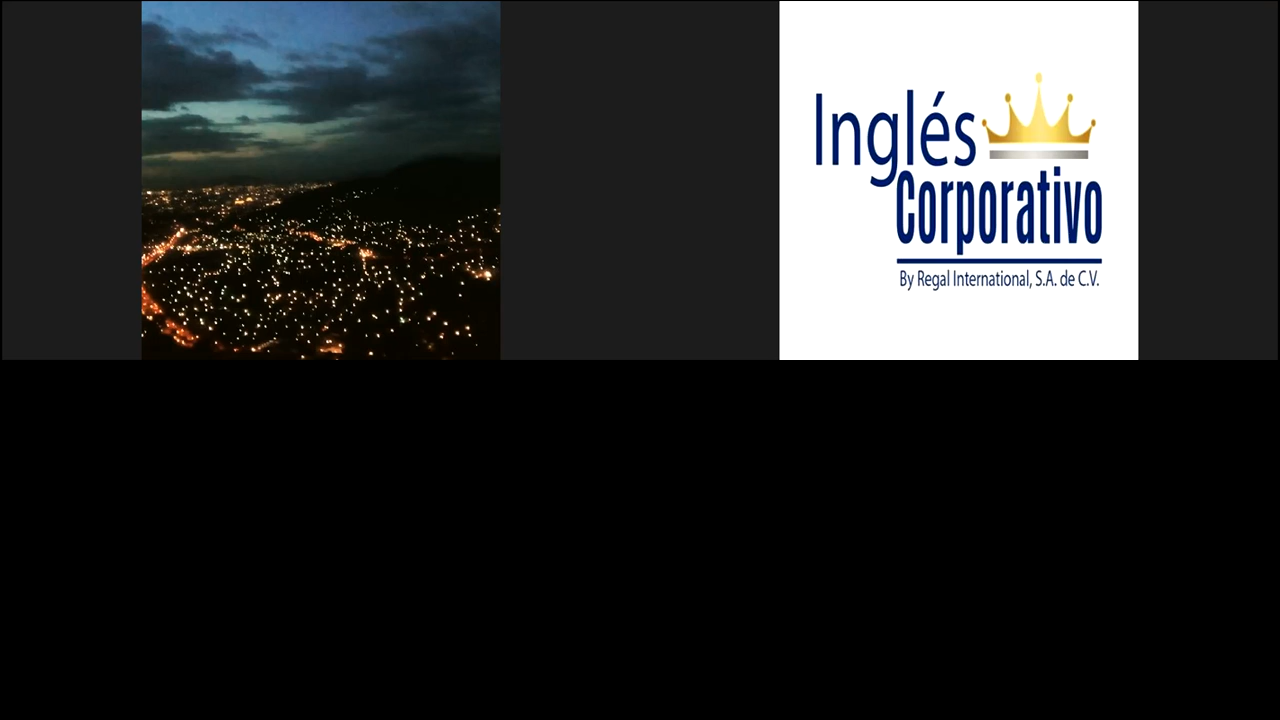 Inglés
Corporativo
By Regal International, S.A. de C.V.